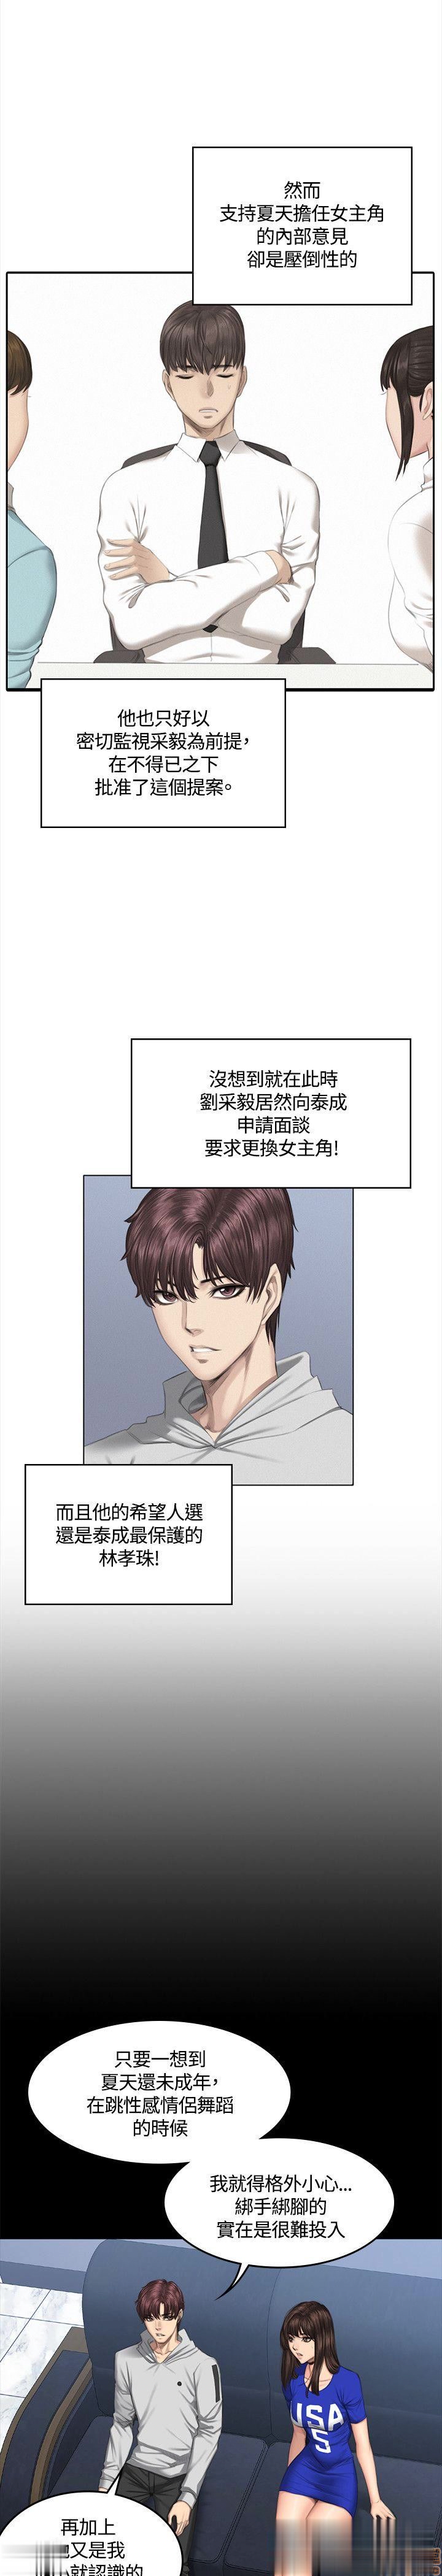 然而
支持夏天擔任女主角
的內部意見
卻是壓倒性的
他也只好以
密切監視采毅為前提，
在不得已之下
批准了這個提案。
沒想到就在此時
劉采毅居然向泰成
申請面談
要求更換女主角!
而且他的希望人選
還是泰成最保護的
林孝珠!
只要一想到
夏天還未成年，
在跳性感情侶舞蹈
的時候
我就得格外小心...
綁手綁腳的
實在是很難投入
USA
5
再加上
又是我
就認識的